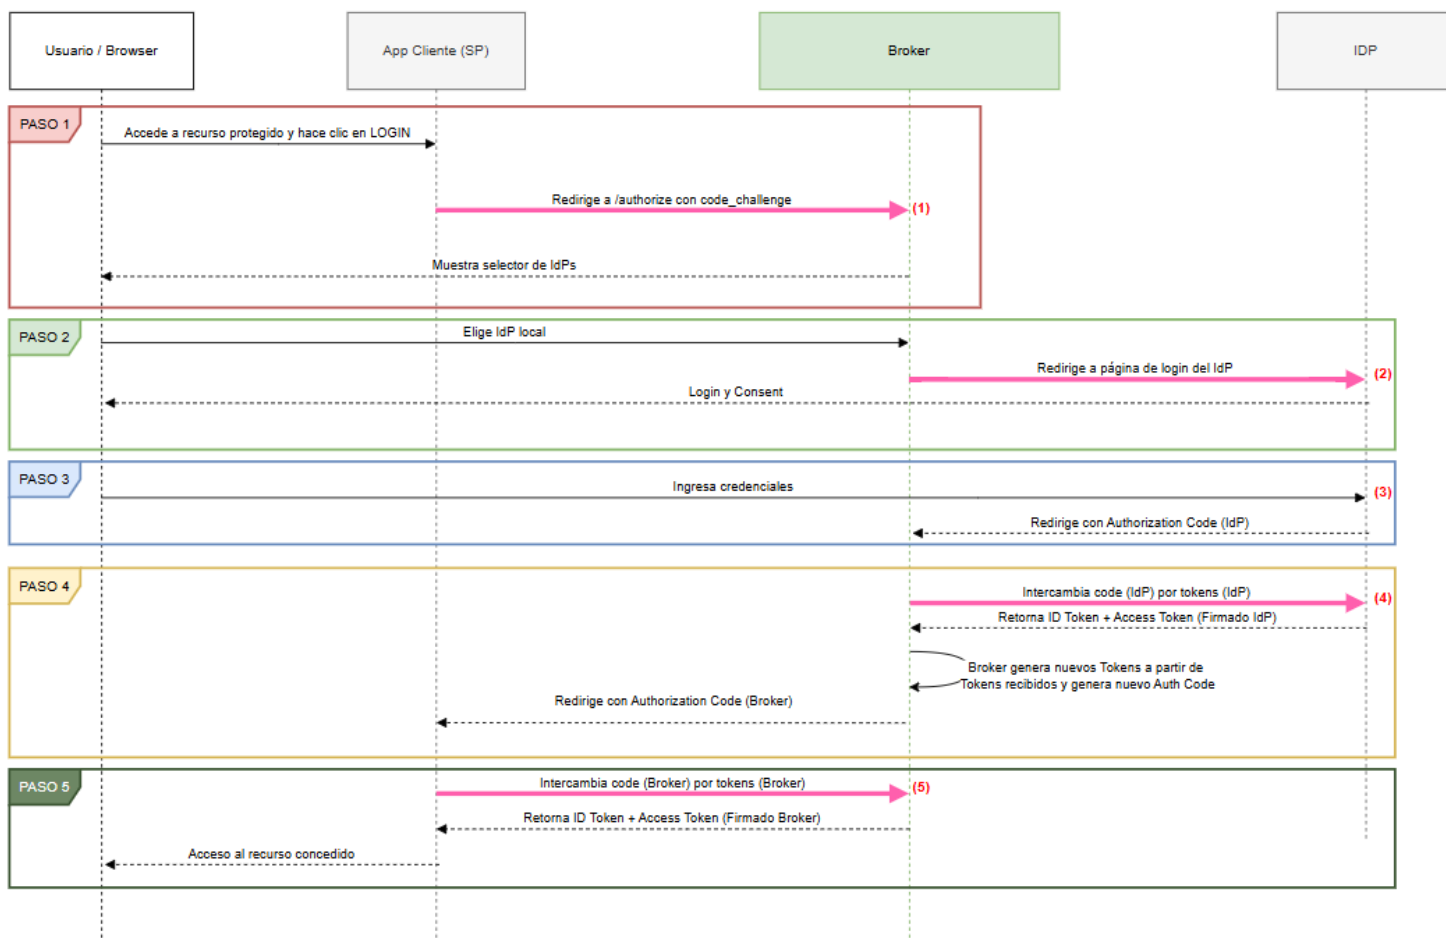 Usuario / Browser
App Cliente (SP)
Broker
IDP
PASO 1
Accede a recurso protegido y hace clic en LOGIN
Redirige a /authorize con code_challenge
(1)
Muestra selector de IdPs
PASO 2
Elige IdP local
Redirige a página de login del IdP
(2)
Login y Consent
PASO 3
Ingresa credenciales
(3)
Redirige con Authorization Code (IdP)
PASO 4
Intercambia code (IdP) por tokens (IdP)
(4)
Retorna ID Token + Access Token (Firmado IdP)
Broker genera nuevos Tokens a partir de
Tokens recibidos y genera nuevo Auth Code
Redirige con Authorization Code (Broker)
PASO 5
Intercambia code (Broker) por tokens (Broker)
(5)
Retorna ID Token + Access Token (Firmado Broker)
Acceso al recurso concedido